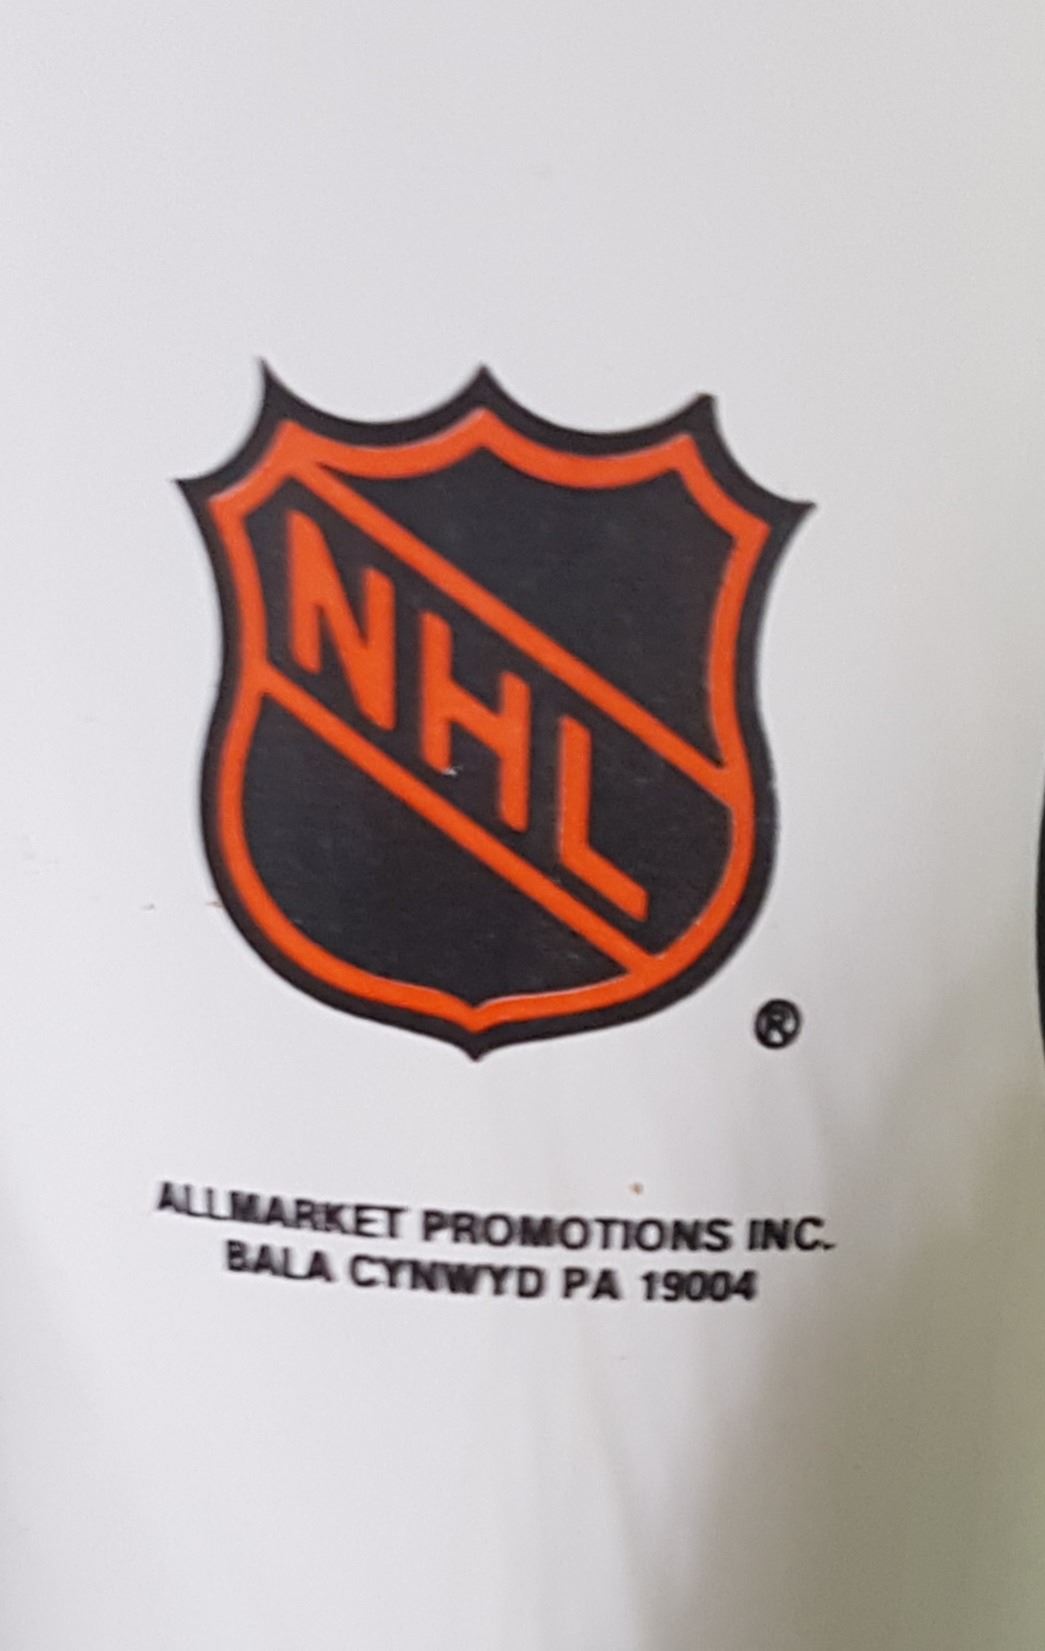 NHL
®
ALLMARKET PROMOTIONS INC.
BALA CYNWYD PA 19004